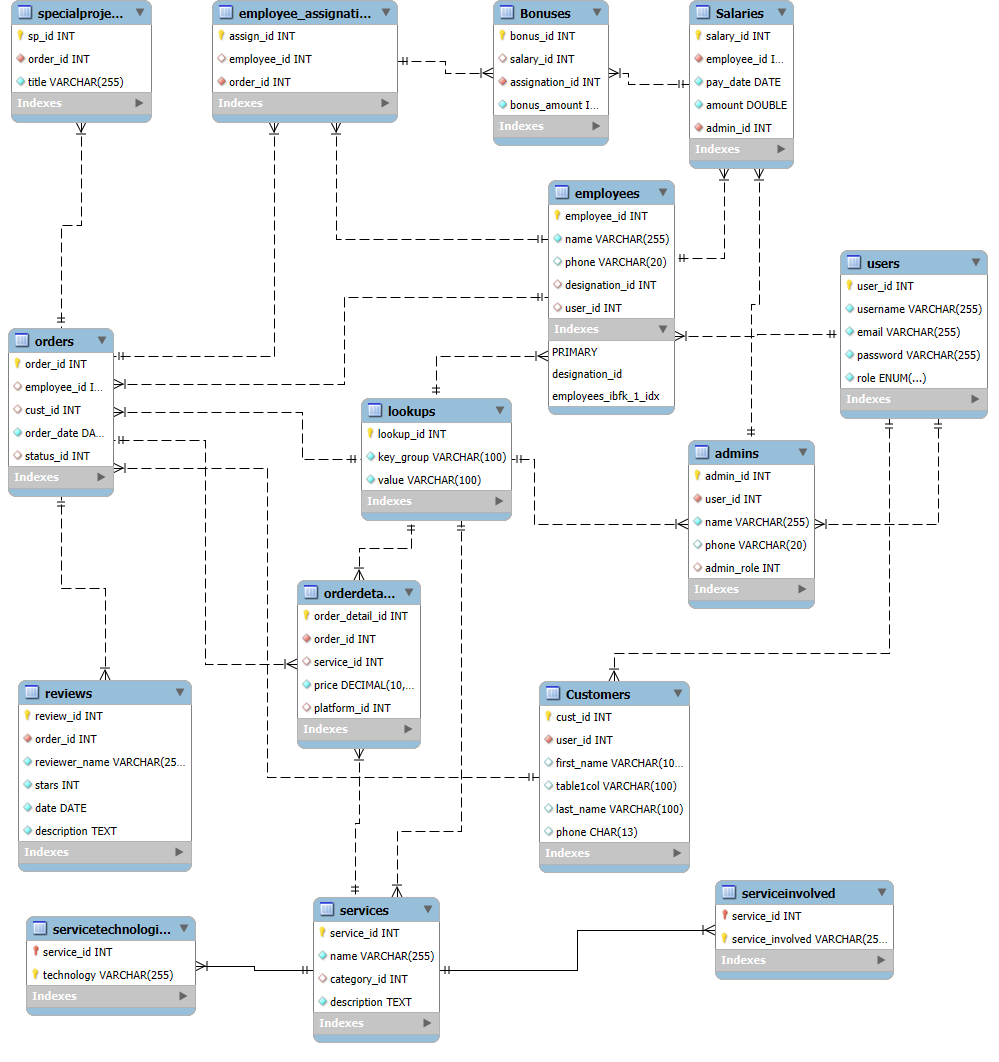 specialproje...
sp_id INT
order_id INT
title VARCHAR(255)
Indexes
employee_assignati...
assign_id INT
employee_id INT
order_id INT
Indexes
Bonuses
bonus_id INT
salary_id INT
assignation_id INT
bonus_amount I...
Indexes
Salaries
salary_id INT
employee_id I...
pay_date DATE
amount DOUBLE
admin_id INT
Indexes
employees
employee_id INT
name VARCHAR(255)
phone VARCHAR(20)
designation_id INT
user_id INT
Indexes
PRIMARY
designation_id
employees_ibfk_1_idx
users
user_id INT
username VARCHAR(255)
email VARCHAR(255)
password VARCHAR(255)
role ENUM(...)
Indexes
orders
order_id INT
employee_id I...
cust_id INT
order_date DA...
status_id INT
Indexes
lookups
lookup_id INT
key_group VARCHAR(100)
value VARCHAR(100)
Indexes
admins
admin_id INT
user_id INT
name VARCHAR(255)
phone VARCHAR(20)
admin_role INT
Indexes
orderdeta...
order_detail_id INT
order_id INT
service_id INT
price DECIMAL(10,...
platform_id INT
Indexes
reviews
review_id INT
order_id INT
reviewer_name VARCHAR(25...
stars INT
date DATE
description TEXT
Indexes
Customers
cust_id INT
user_id INT
first_name VARCHAR(10...
table1col VARCHAR(100)
last_name VARCHAR(100)
phone CHAR(13)
Indexes
servicetechnologi...
service_id INT
technology VARCHAR(255)
Indexes
services
service_id INT
name VARCHAR(255)
category_id INT
description TEXT
Indexes
serviceinvolved
service_id INT
service_involved VARCHAR(25...
Indexes